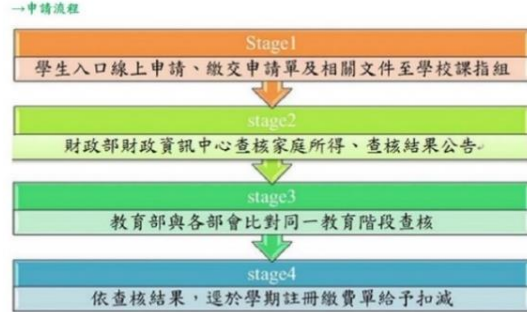 →申請流程
Stage1
學生入口線上申請、繳交申請單及相關文件至學校課指組
stage2
財政部財政資訊中心查核家庭所得、查核結果公告
stage3
教育部與各部會比對同一教育階段查核
stage4
依查核結果，逕於學期註冊繳費單給予扣減